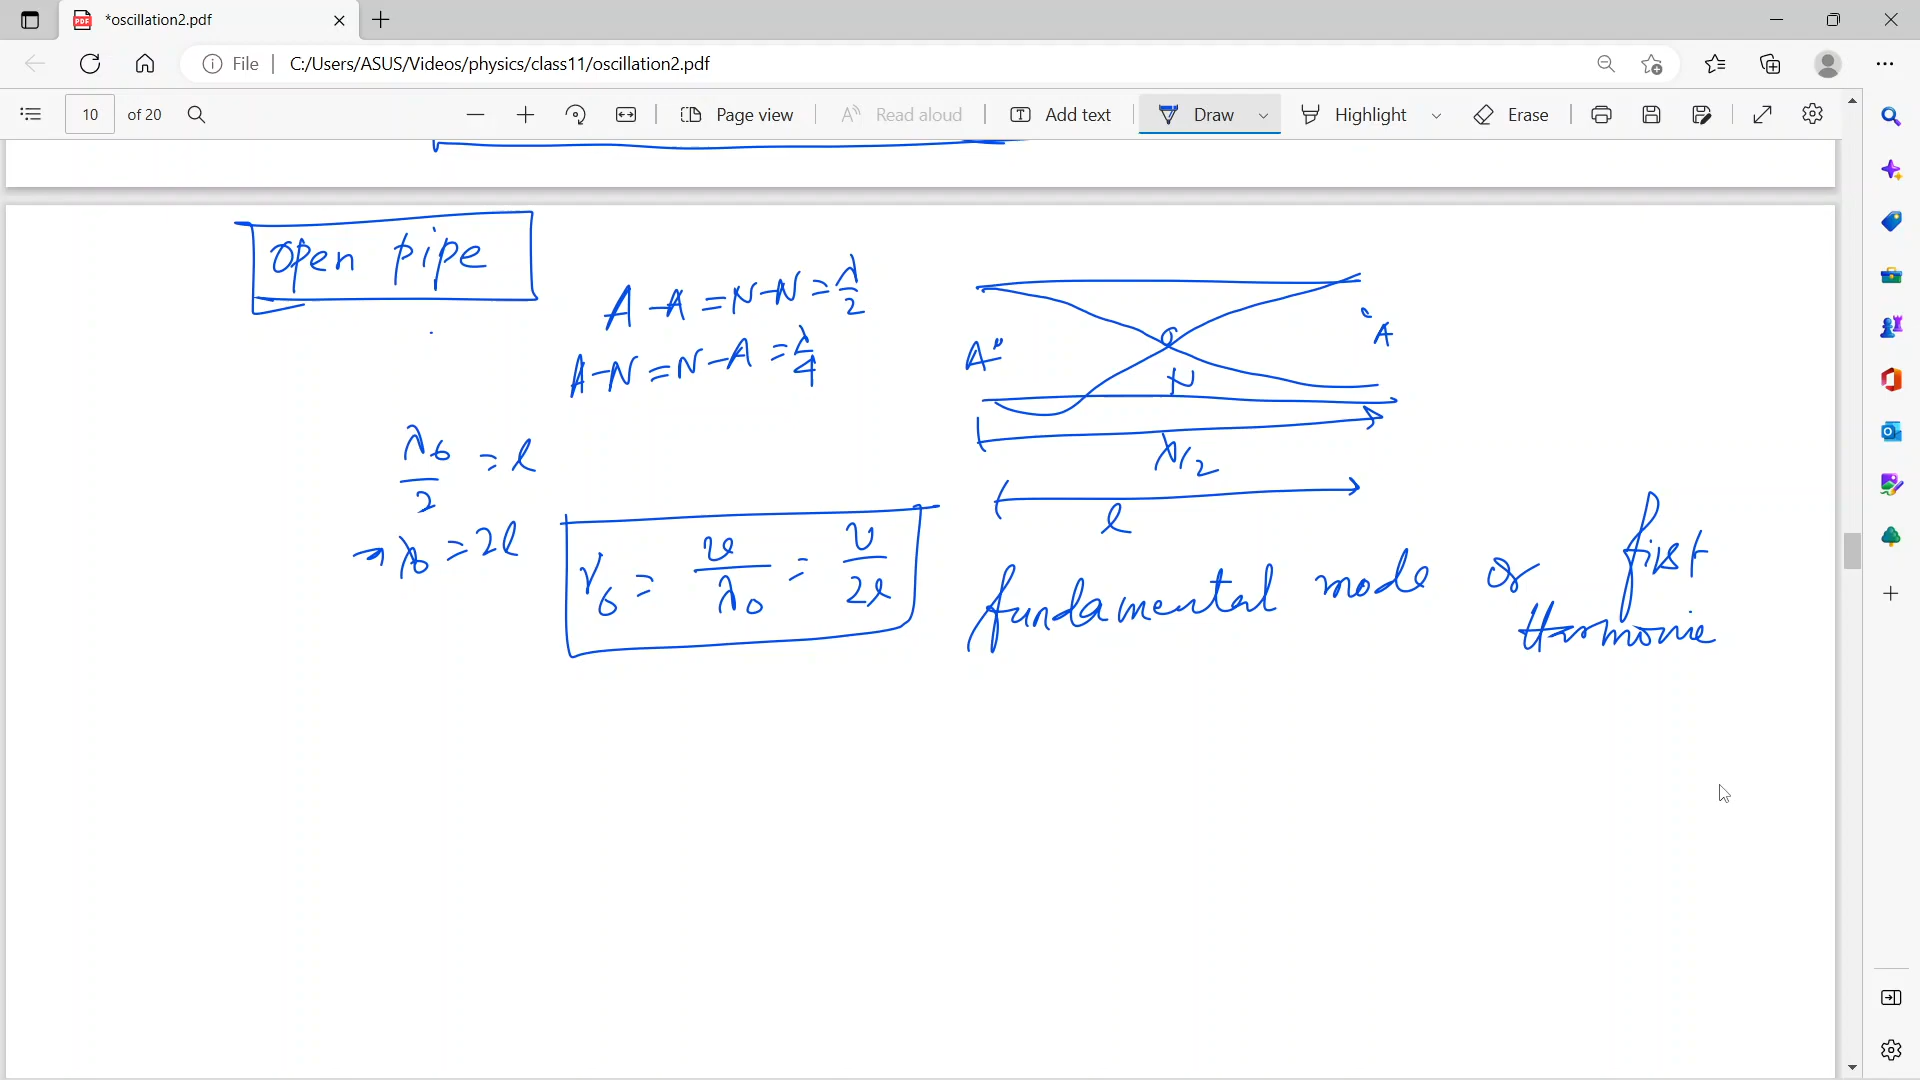 *oscillation2.pdf
File
C:/Users/ASUS/Videos/physics/class11/oscillation2.pdf
10 of 20
Page view
Read aloud
Add text
Draw
Highlight
Erase
open pipe
A - A = N - N = λ/2
A - N = N - A = λ/4
A
A
N
λ/2
l
λ₀/2 = l
→ λ₀ = 2l
ν₀ = v/λ₀ = v/2l
fundamental mode or first
Harmonic